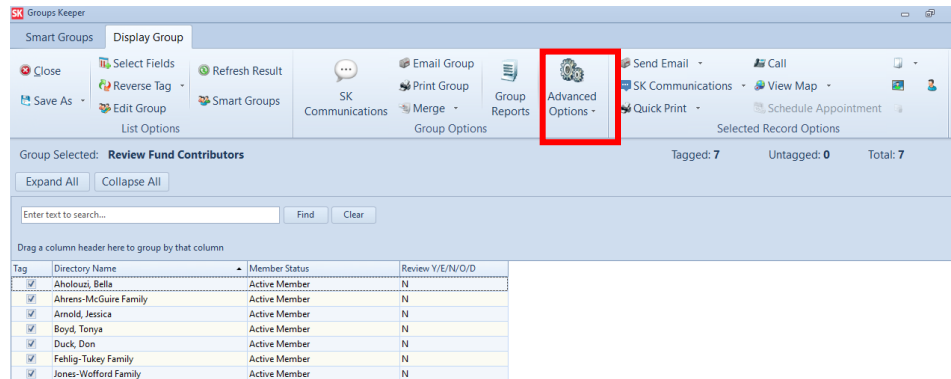 SK Groups Keeper
Smart Groups Display Group
Close
Save As
Select Fields
Reverse Tag
Edit Group
Refresh Result
Smart Groups
List Options
SK
Communications
Email Group
Print Group
Merge
Group
Reports
Group Options
Advanced
Options
Send Email
SK Communications
Quick Print
Call
View Map
Schedule Appointment
Selected Record Options
Group Selected: Review Fund Contributors
Tagged: 7 Untagged: 0 Total: 7
Expand All Collapse All
Enter text to search... Find Clear
Drag a column header here to group by that column
Tag Directory Name Member Status Review Y/E/N/O/D
Aholouzi, Bella Active Member N
Ahrens-McGuire Family Active Member N
Arnold, Jessica Active Member N
Boyd, Tonya Active Member N
Duck, Don Active Member N
Fehlig-Tukey Family Active Member N
Jones-Wofford Family Active Member N